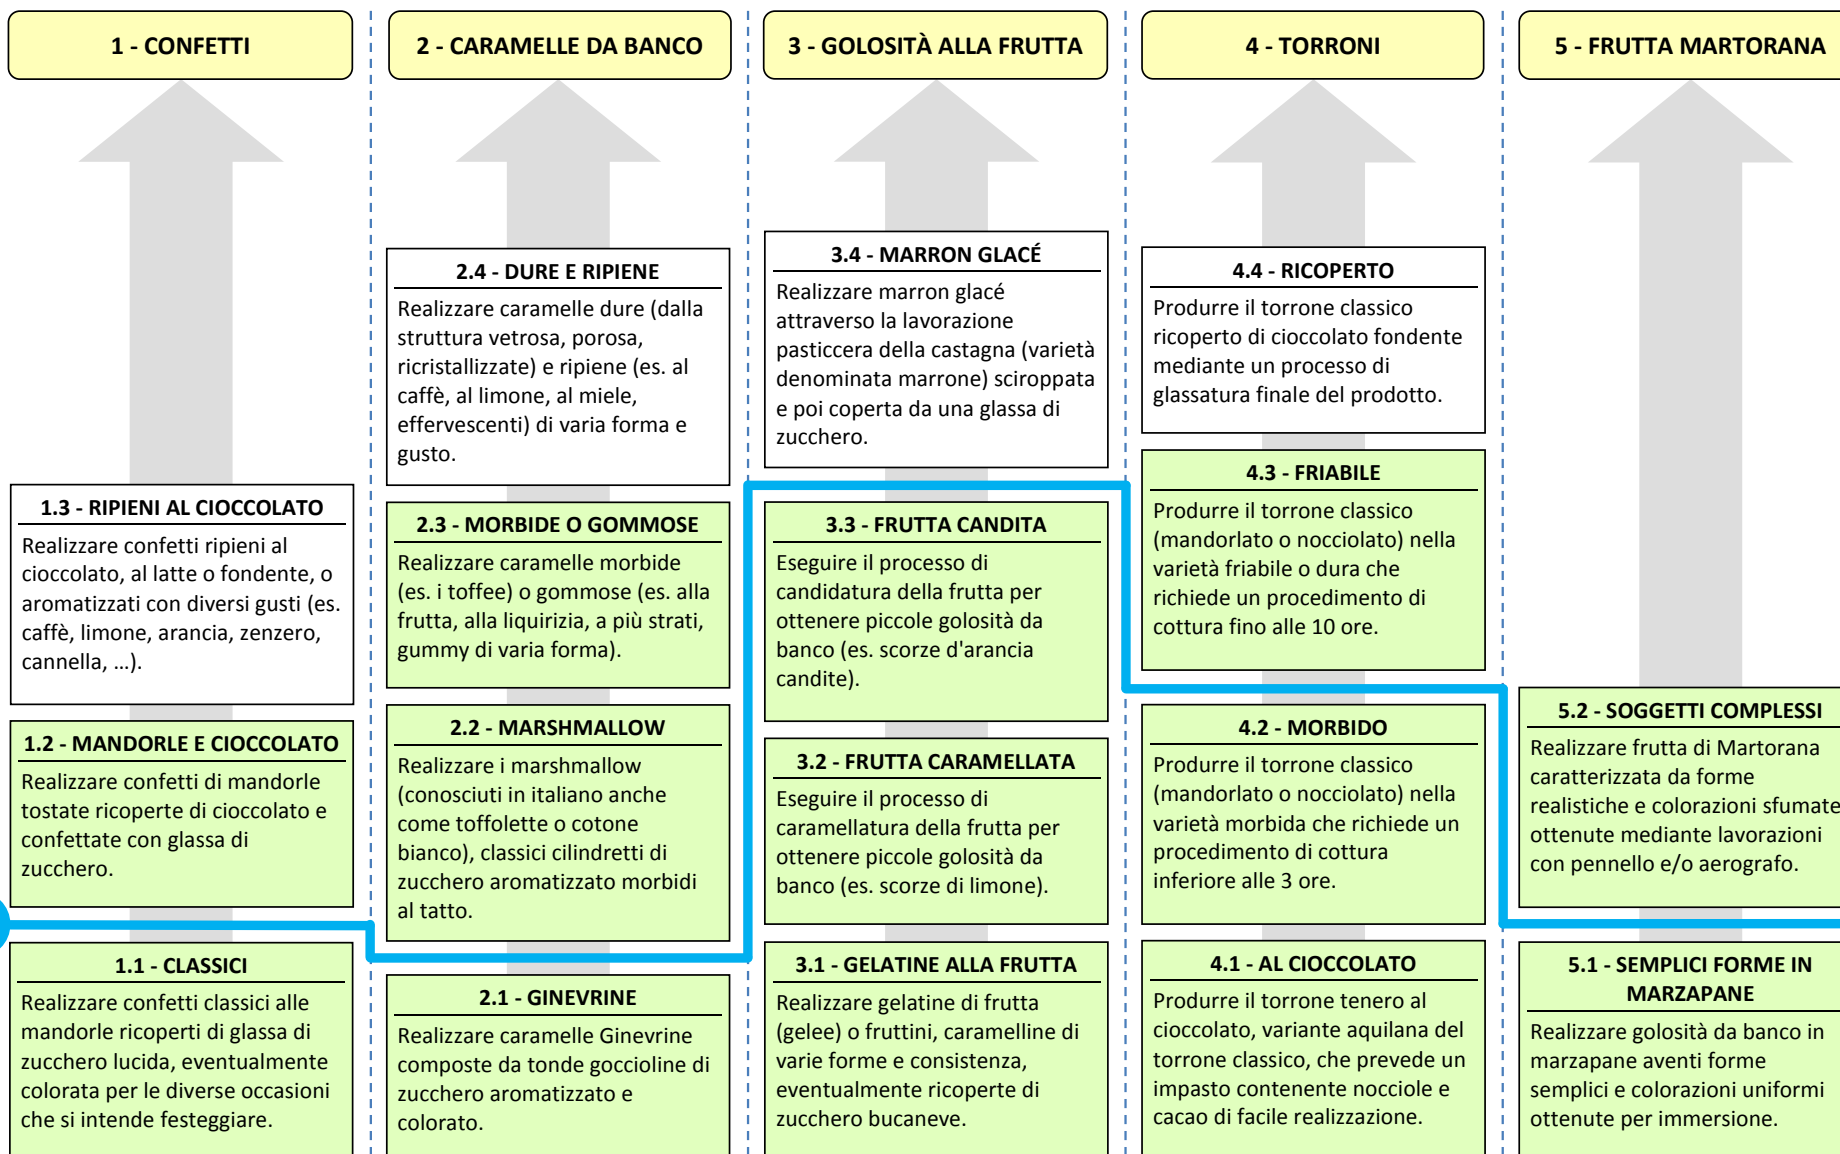 1 - CONFETTI
2 - CARAMELLE DA BANCO
3 - GOLOSITÀ ALLA FRUTTA
4 - TORRONI
5 - FRUTTA MARTORANA
1.3 - RIPIENI AL CIOCCOLATO
Realizzare confetti ripieni al
cioccolato, al latte o fondente, o
aromatizzati con diversi gusti (es.
caffè, limone, arancia, zenzero,
cannella, …).
1.2 - MANDORLE E CIOCCOLATO
Realizzare confetti di mandorle
tostate ricoperte di cioccolato e
confettate con glassa di
zucchero.
1.1 - CLASSICI
Realizzare confetti classici alle
mandorle ricoperti di glassa di
zucchero lucida, eventualmente
colorata per le diverse occasioni
che si intende festeggiare.
2.4 - DURE E RIPIENE
Realizzare caramelle dure (dalla
struttura vetrosa, porosa,
ricristallizzate) e ripiene (es. al
caffè, al limone, al miele,
effervescenti) di varia forma e
gusto.
2.3 - MORBIDE O GOMMOSE
Realizzare caramelle morbide
(es. i toffee) o gommose (es. alla
frutta, alla liquirizia, a più strati,
gummy di varia forma).
2.2 - MARSHMALLOW
Realizzare i marshmallow
(conosciuti in italiano anche
come toffolette o cotone
bianco), classici cilindretti di
zucchero aromatizzato morbidi
al tatto.
2.1 - GINEVRINE
Realizzare caramelle Ginevrine
composte da tonde goccioline di
zucchero aromatizzato e
colorato.
3.4 - MARRON GLACÉ
Realizzare marron glacé
attraverso la lavorazione
pasticcera della castagna (varietà
denominata marrone) sciroppata
e poi coperta da una glassa di
zucchero.
3.3 - FRUTTA CANDITA
Eseguire il processo di
candidatura della frutta per
ottenere piccole golosità da
banco (es. scorze d'arancia
candite).
3.2 - FRUTTA CARAMELLATA
Eseguire il processo di
caramellatura della frutta per
ottenere piccole golosità da
banco (es. scorze di limone).
3.1 - GELATINE ALLA FRUTTA
Realizzare gelatine di frutta
(gelee) o fruttini, caramelline di
varie forme e consistenza,
eventualmente ricoperte di
zucchero bucaneve.
4.4 - RICOPERTO
Produrre il torrone classico
ricoperto di cioccolato fondente
mediante un processo di
glassatura finale del prodotto.
4.3 - FRIABILE
Produrre il torrone classico
(mandorlato o nocciolato) nella
varietà friabile o dura che
richiede un procedimento di
cottura fino alle 10 ore.
4.2 - MORBIDO
Produrre il torrone classico
(mandorlato o nocciolato) nella
varietà morbida che richiede un
procedimento di cottura
inferiore alle 3 ore.
4.1 - AL CIOCCOLATO
Produrre il torrone tenero al
cioccolato, variante aquilana del
torrone classico, che prevede un
impasto contenente nocciole e
cacao di facile realizzazione.
5.2 - SOGGETTI COMPLESSI
Realizzare frutta di Martorana
caratterizzata da forme
realistiche e colorazioni sfumate
ottenute mediante lavorazioni
con pennello e/o aerografo.
5.1 - SEMPLICI FORME IN
MARZAPANE
Realizzare golosità da banco in
marzapane aventi forme
semplici e colorazioni uniformi
ottenute per immersione.